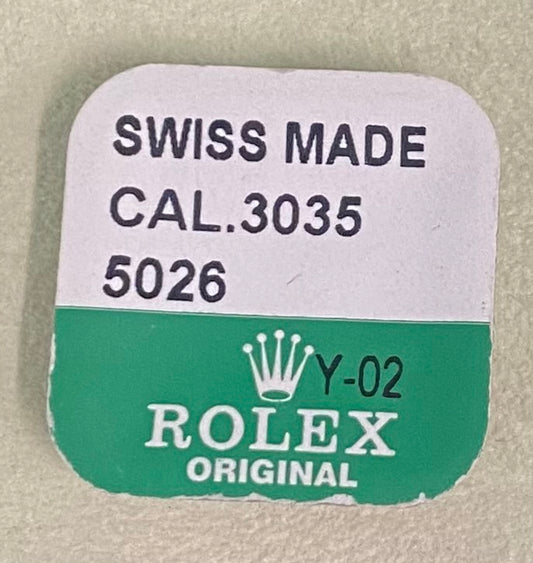 SWISS MADE
CAL.3035
5026
Y-02
ROLEX
ORIGINAL